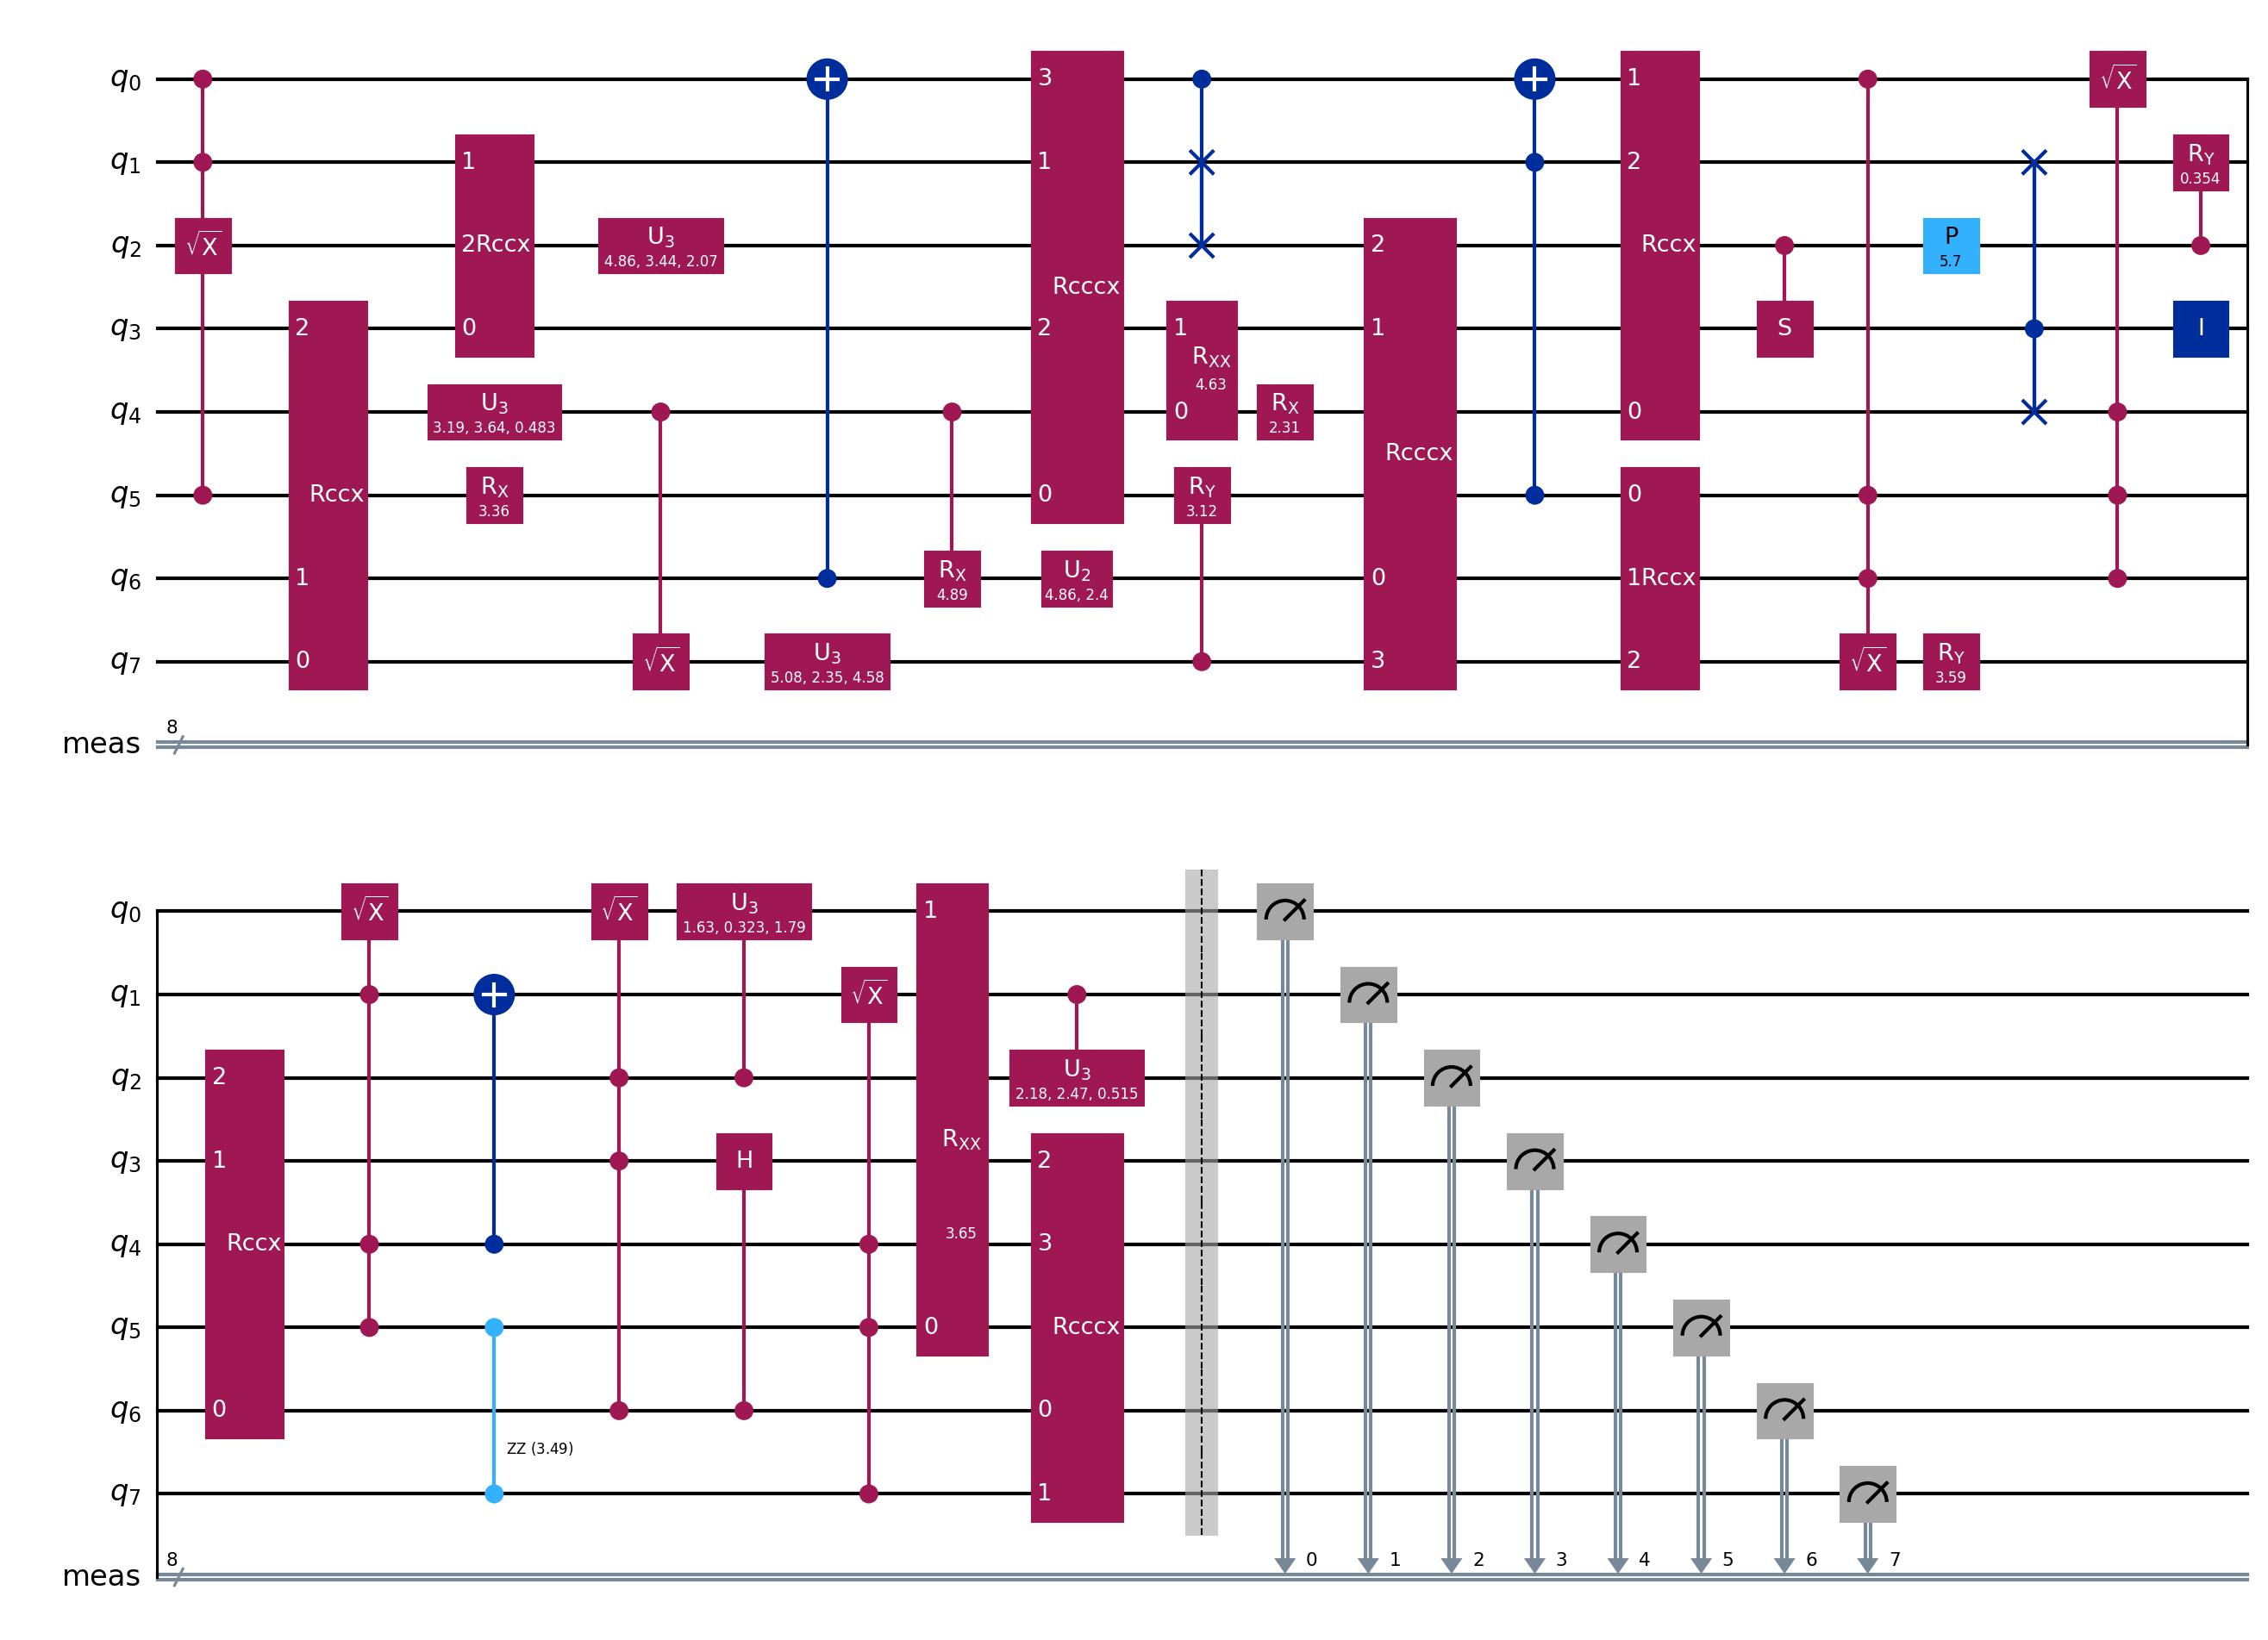 q0 3 1 √X
q1 1 1 2 RY 0.354
√X
q2 2Rccx U3 4.86, 3.44, 2.07 Rcccx 2 Rccx P 5.7
q3 2 0 2 1 RXX 4.63 1 S I
q4 U3 3.19, 3.64, 0.483 0 RX 2.31 Rcccx 0
q5 Rccx RX 3.36 0 RY 3.12 0
q6 1 RX 4.89 U2 4.86, 2.4 0 1Rccx
q7 0 √X U3 5.08, 2.35, 4.58 3 2 √X RY 3.59
8
meas
q0 √X √X U3 1.63, 0.323, 1.79 1
q1 √X
q2 2 U3 2.18, 2.47, 0.515
q3 1 H RXX 2
q4 Rccx 3.65 3
q5 0 Rcccx
q6 0 0
ZZ (3.49)
q7 1
8 0 1 2 3 4 5 6 7
meas